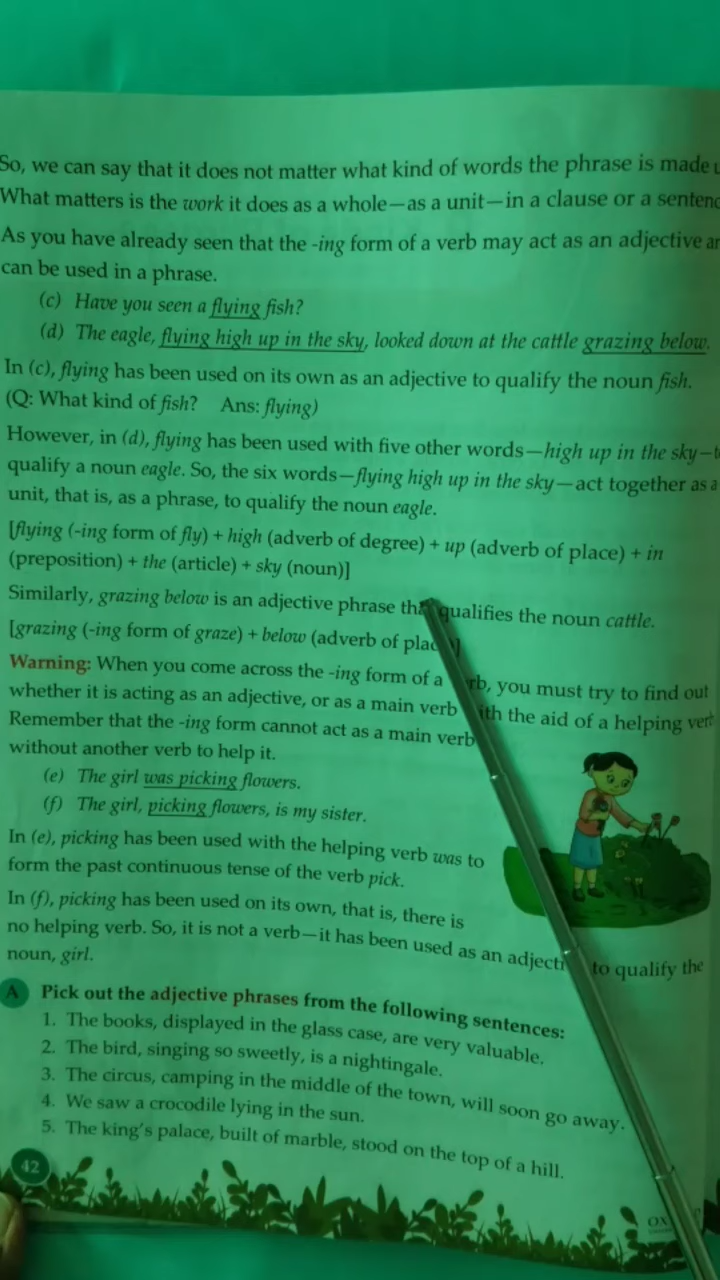 So, we can say that it does not matter what kind of words the phrase is made
What matters is the work it does as a whole—as a unit—in a clause or a
As you have already seen that the -ing form of a verb may act as an adjective
can be used in a phrase.
(c) Have you seen a flying fish?
(d) The eagle, flying high up in the sky, looked down at the cattle grazing below.
In (c), flying has been used on its own as an adjective to qualify the noun fish.
(Q: What kind of fish? Ans: flying)
However, in (d), flying has been used with five other words—high up in the sky—
qualify a noun eagle. So, the six words—flying high up in the sky—act together as a
unit, that is, as a phrase, to qualify the noun eagle.
[flying (-ing form of fly) + high (adverb of degree) + up (adverb of place) + in
(preposition) + the (article) + sky (noun)]
Similarly, grazing below is an adjective phrase qualifies the noun cattle.
[grazing (-ing form of graze) + below (adverb of
Warning: When you come across the -ing form of a you must try to find out
whether it is acting as an adjective, or as a main verb the aid of a helping verb
Remember that the -ing form cannot act as a main verb
without another verb to help it.
(e) The girl was picking flowers.
(f) The girl, picking flowers, is my sister.
In (e), picking has been used with the helping verb was to
form the past continuous tense of the verb pick.
In (f), picking has been used on its own, that is, there is
no helping verb. So, it is not a verb—it has been used as an to qualify the
noun, girl.
A Pick out the adjective phrases from the following sentences:
1. The books, displayed in the glass case, are very valuable.
2. The bird, singing so sweetly, is a nightingale.
3. The circus, camping in the middle of the town, will soon go away.
4. We saw a crocodile lying in the sun.
5. The king's palace, built of marble, stood on the top of a hill.
42